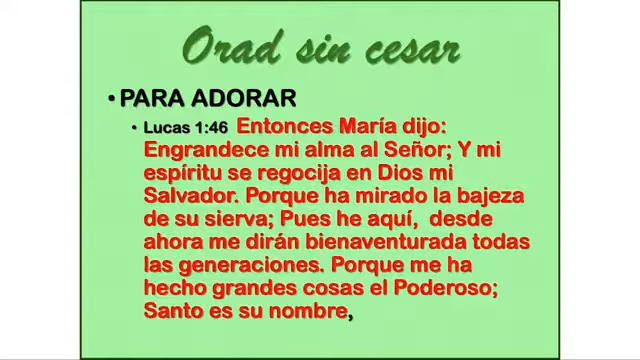 Orad sin cesar
• PARA ADORAR
• Lucas 1:46 Entonces María dijo:
Engrandece mi alma al Señor; Y mi
espíritu se regocija en Dios mi
Salvador. Porque ha mirado la bajeza
de su sierva; Pues he aquí, desde
ahora me dirán bienaventurada todas
las generaciones. Porque me ha
hecho grandes cosas el Poderoso;
Santo es su nombre,